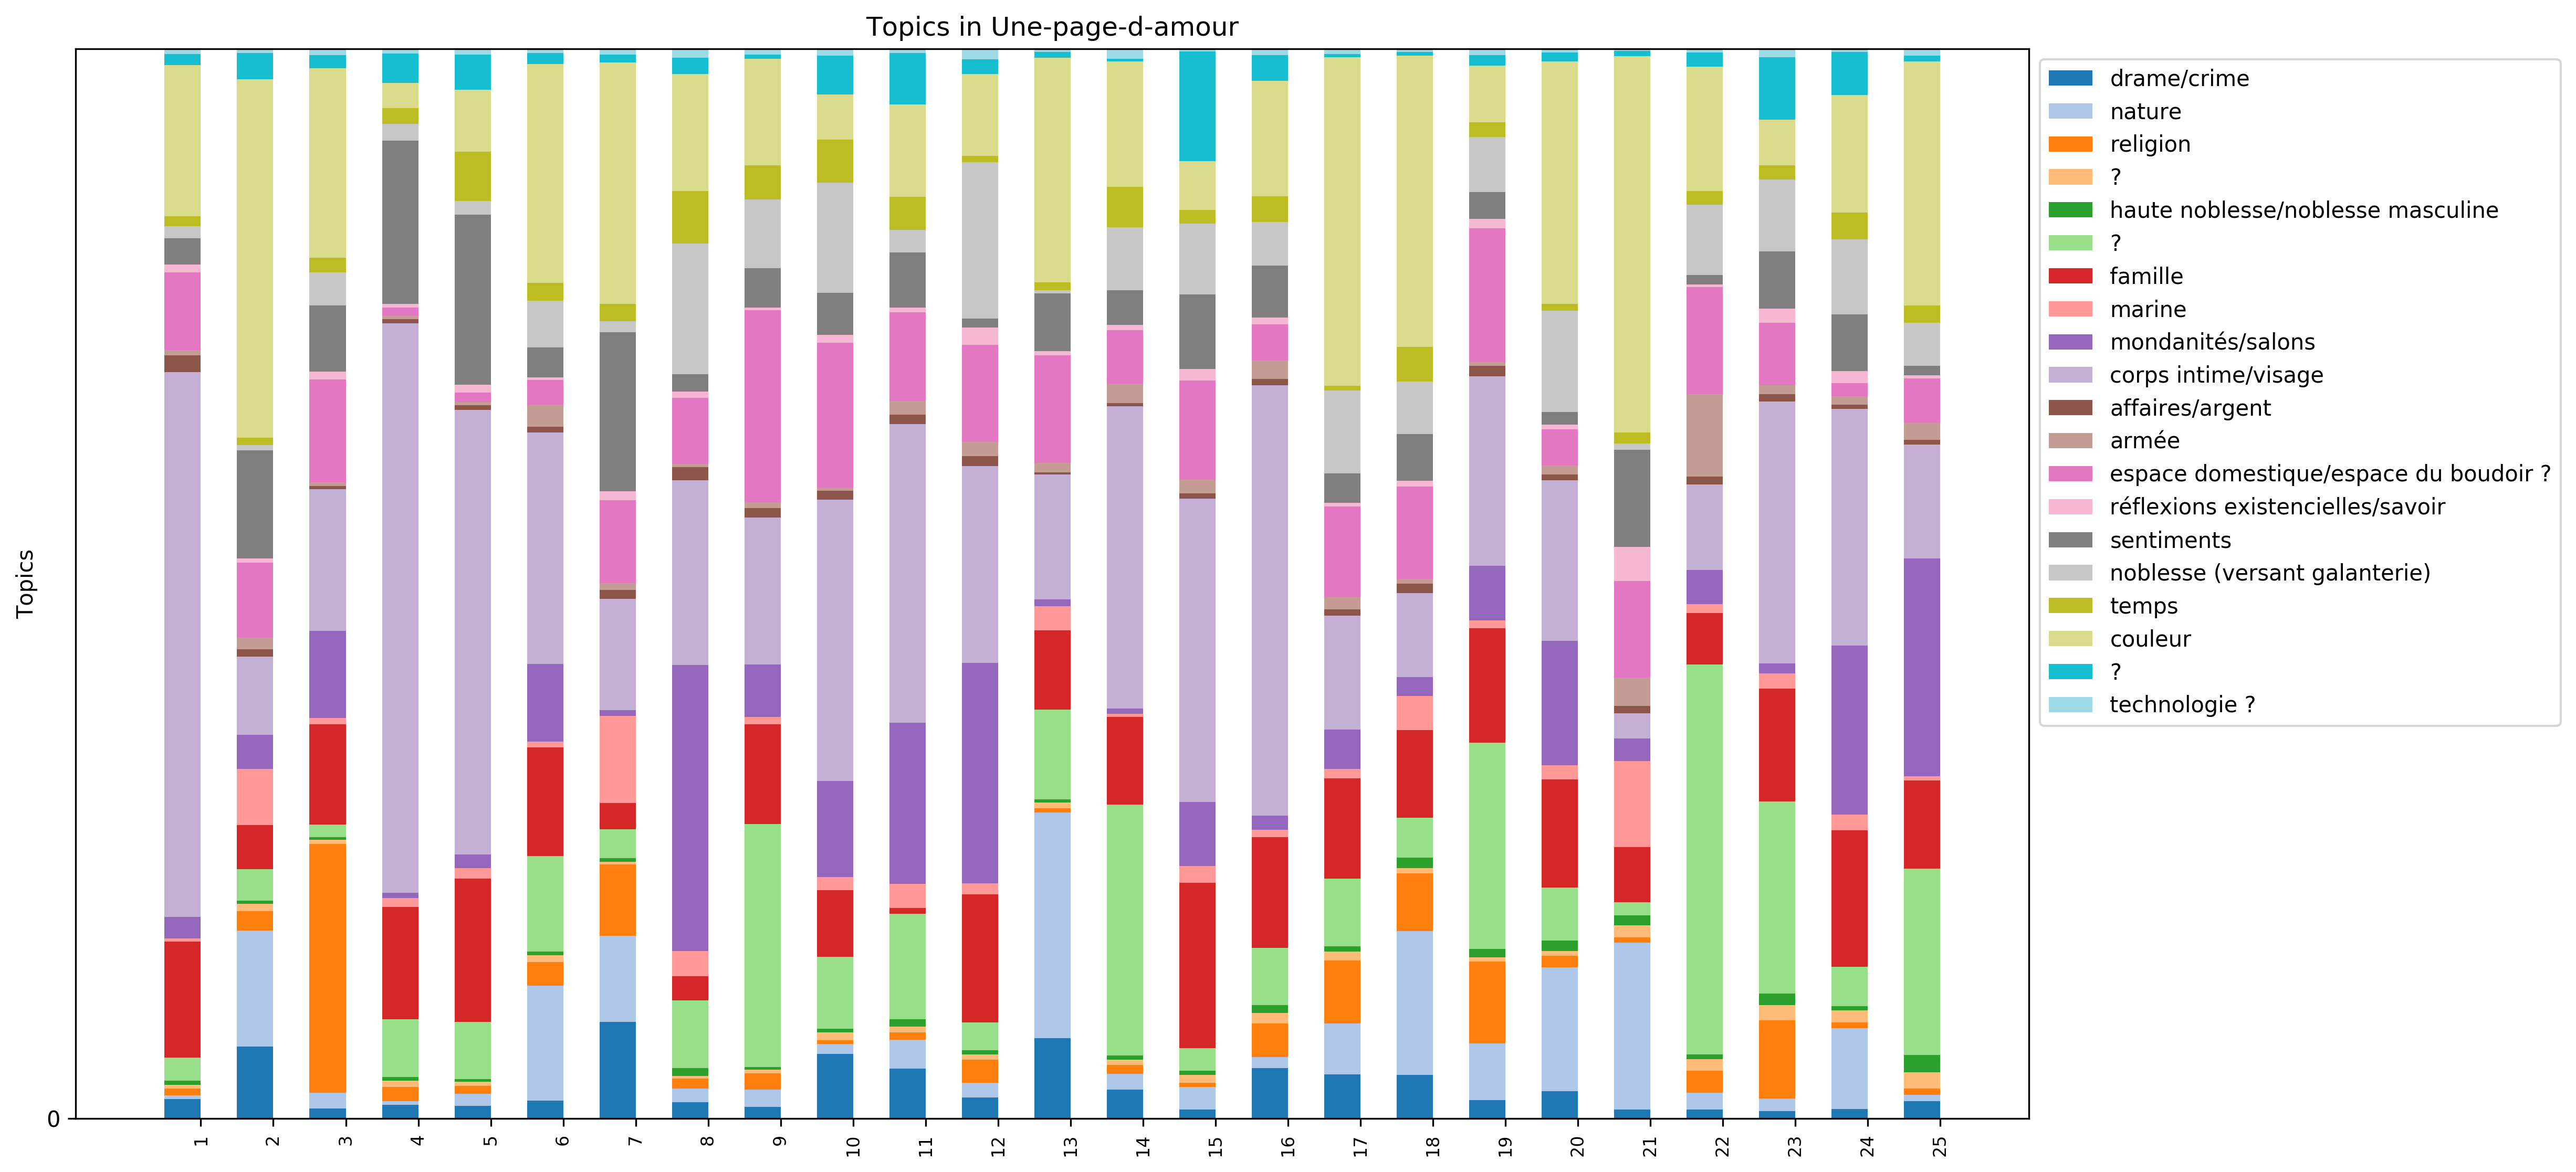 Topics in Une-page-d-amour
Topics
0
1
2
3
4
5
6
7
8
9
10
11
12
13
14
15
16
17
18
19
20
21
22
23
24
25
drame/crime
nature
religion
?
haute noblesse/noblesse masculine
?
famille
marine
mondanités/salons
corps intime/visage
affaires/argent
armée
espace domestique/espace du boudoir ?
réflexions existencielles/savoir
sentiments
noblesse (versant galanterie)
temps
couleur
?
technologie ?